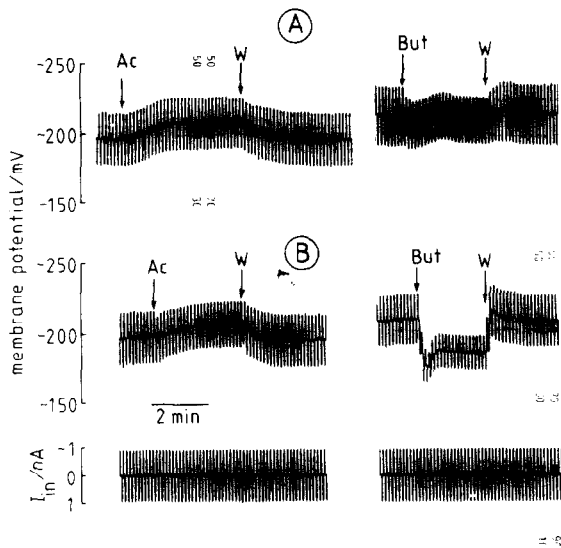 A
-250
Ac
W
But
W
-200
-150
membrane potential/mV
B
-250
Ac
W
But
W
-200
-150
2 min
I_in/nA
-1
0
1